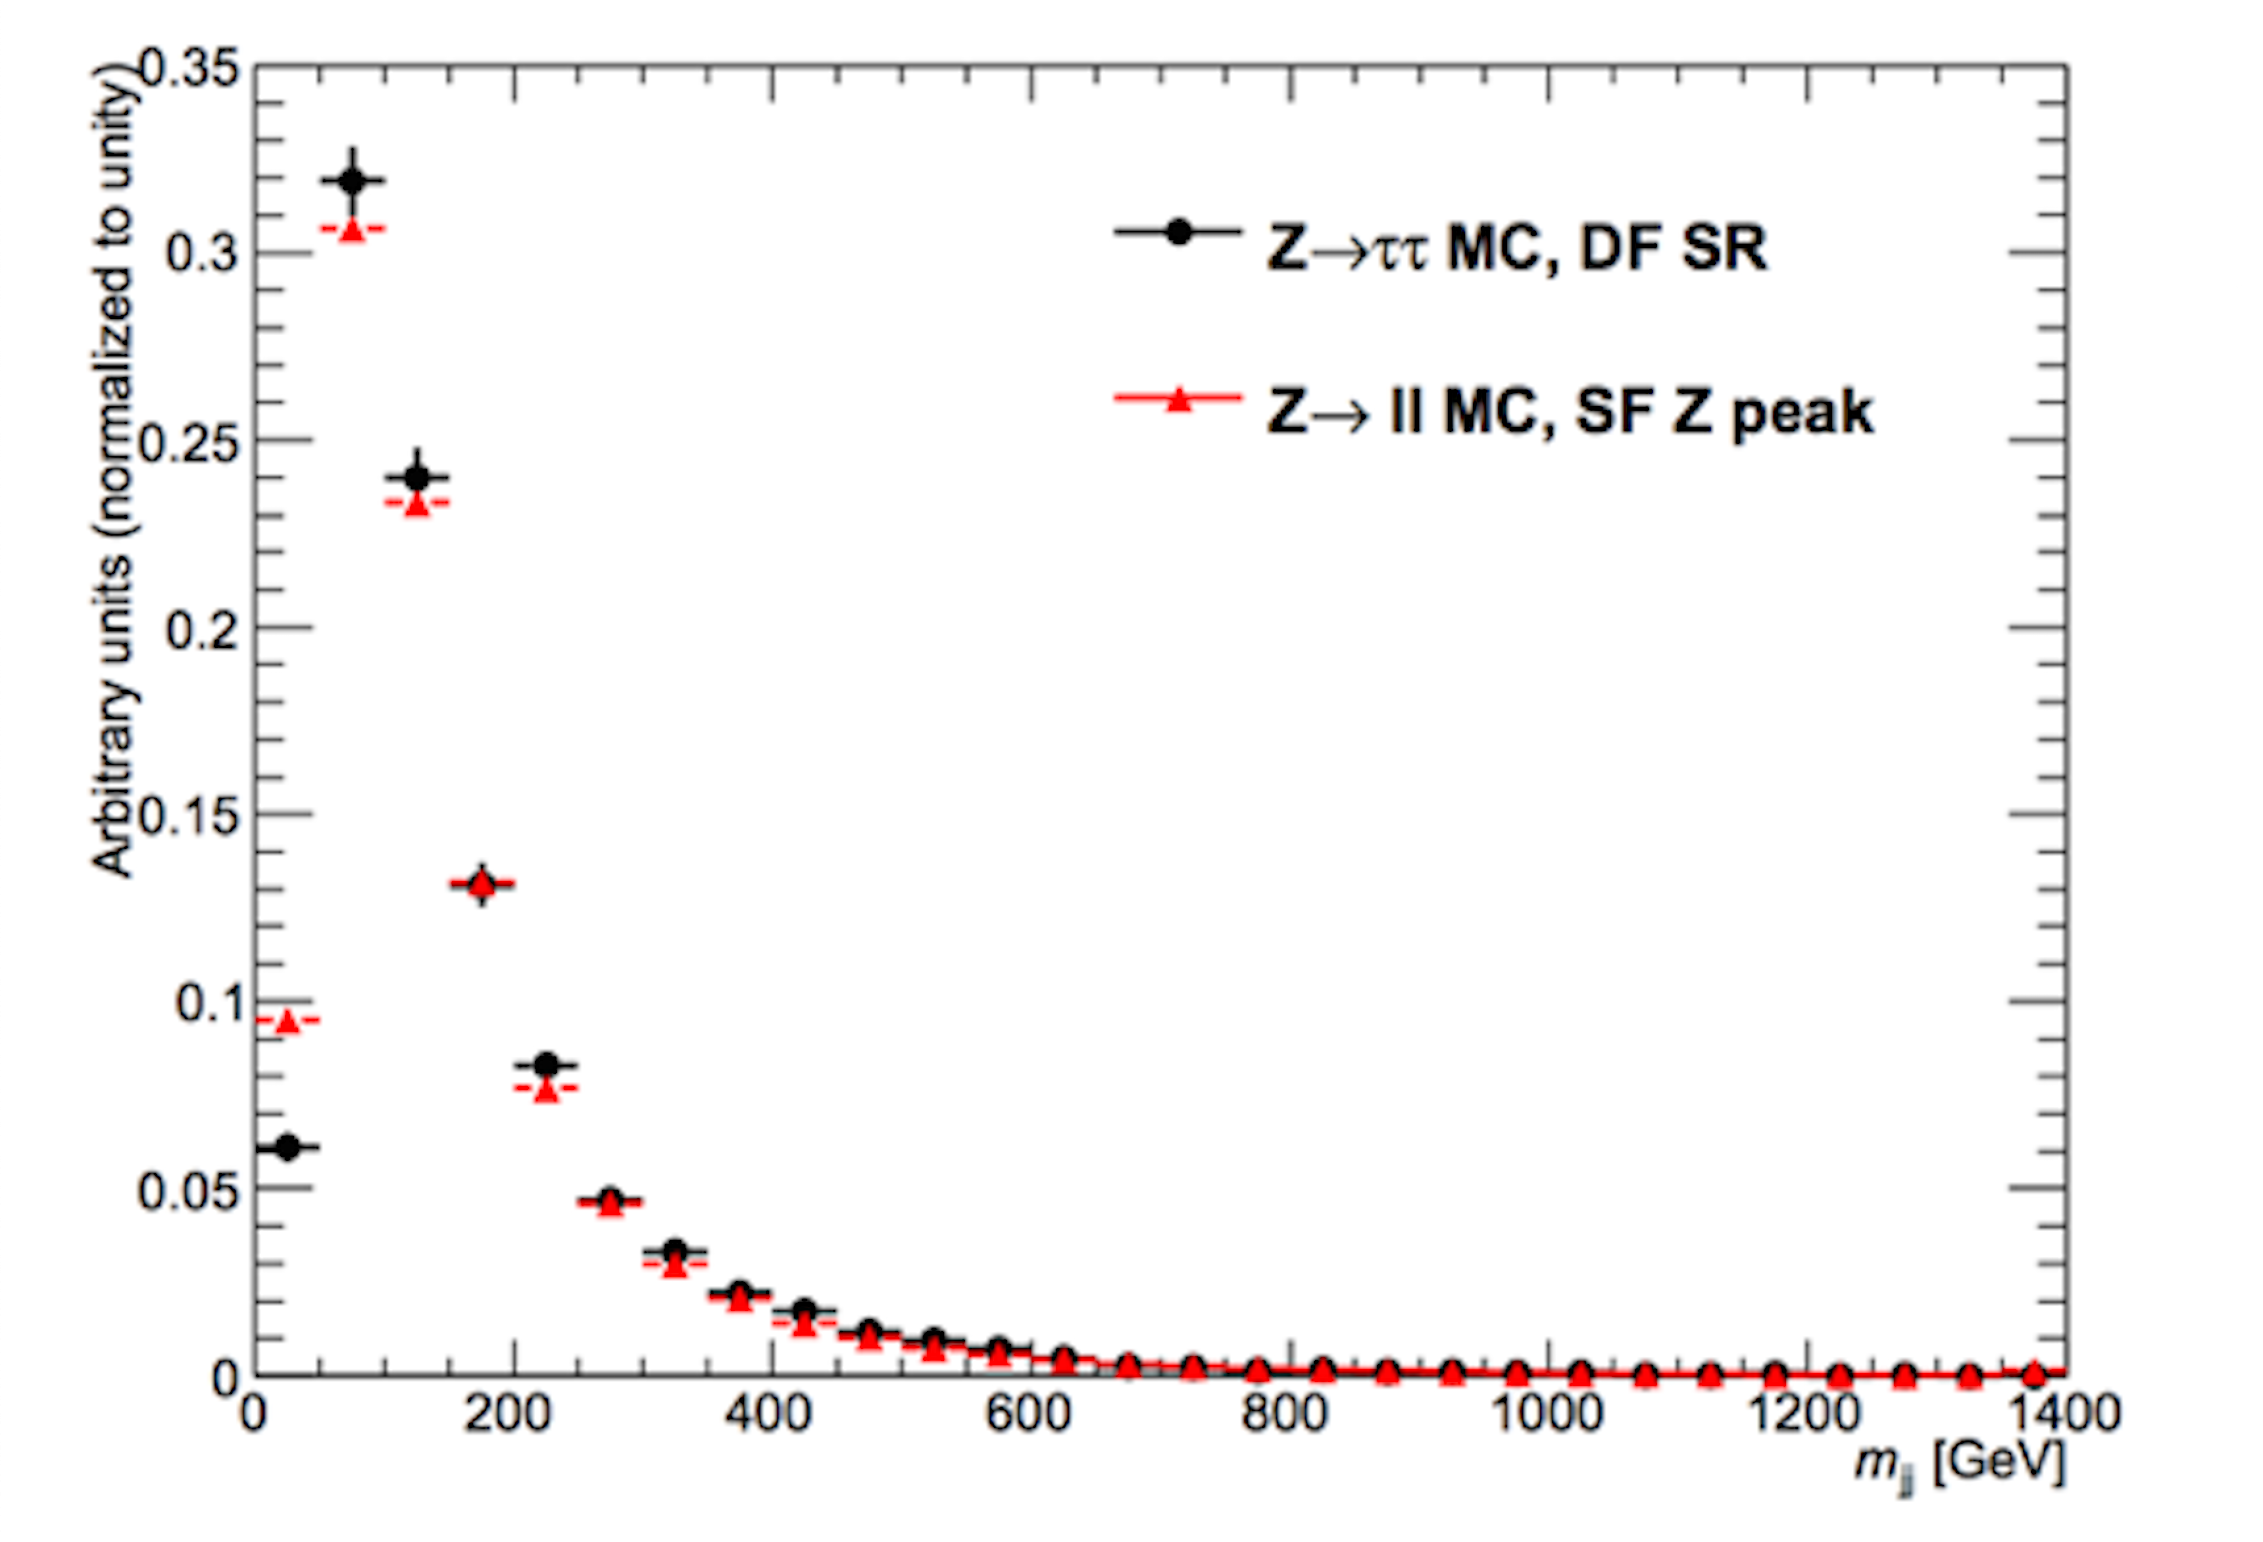 Arbitrary units (normalized to unity)
0.35
0.3
0.25
0.2
0.15
0.1
0.05
0
Z→ττ MC, DF SR
Z→ ll MC, SF Z peak
0 200 400 600 800 1000 1200 1400
m_jj [GeV]